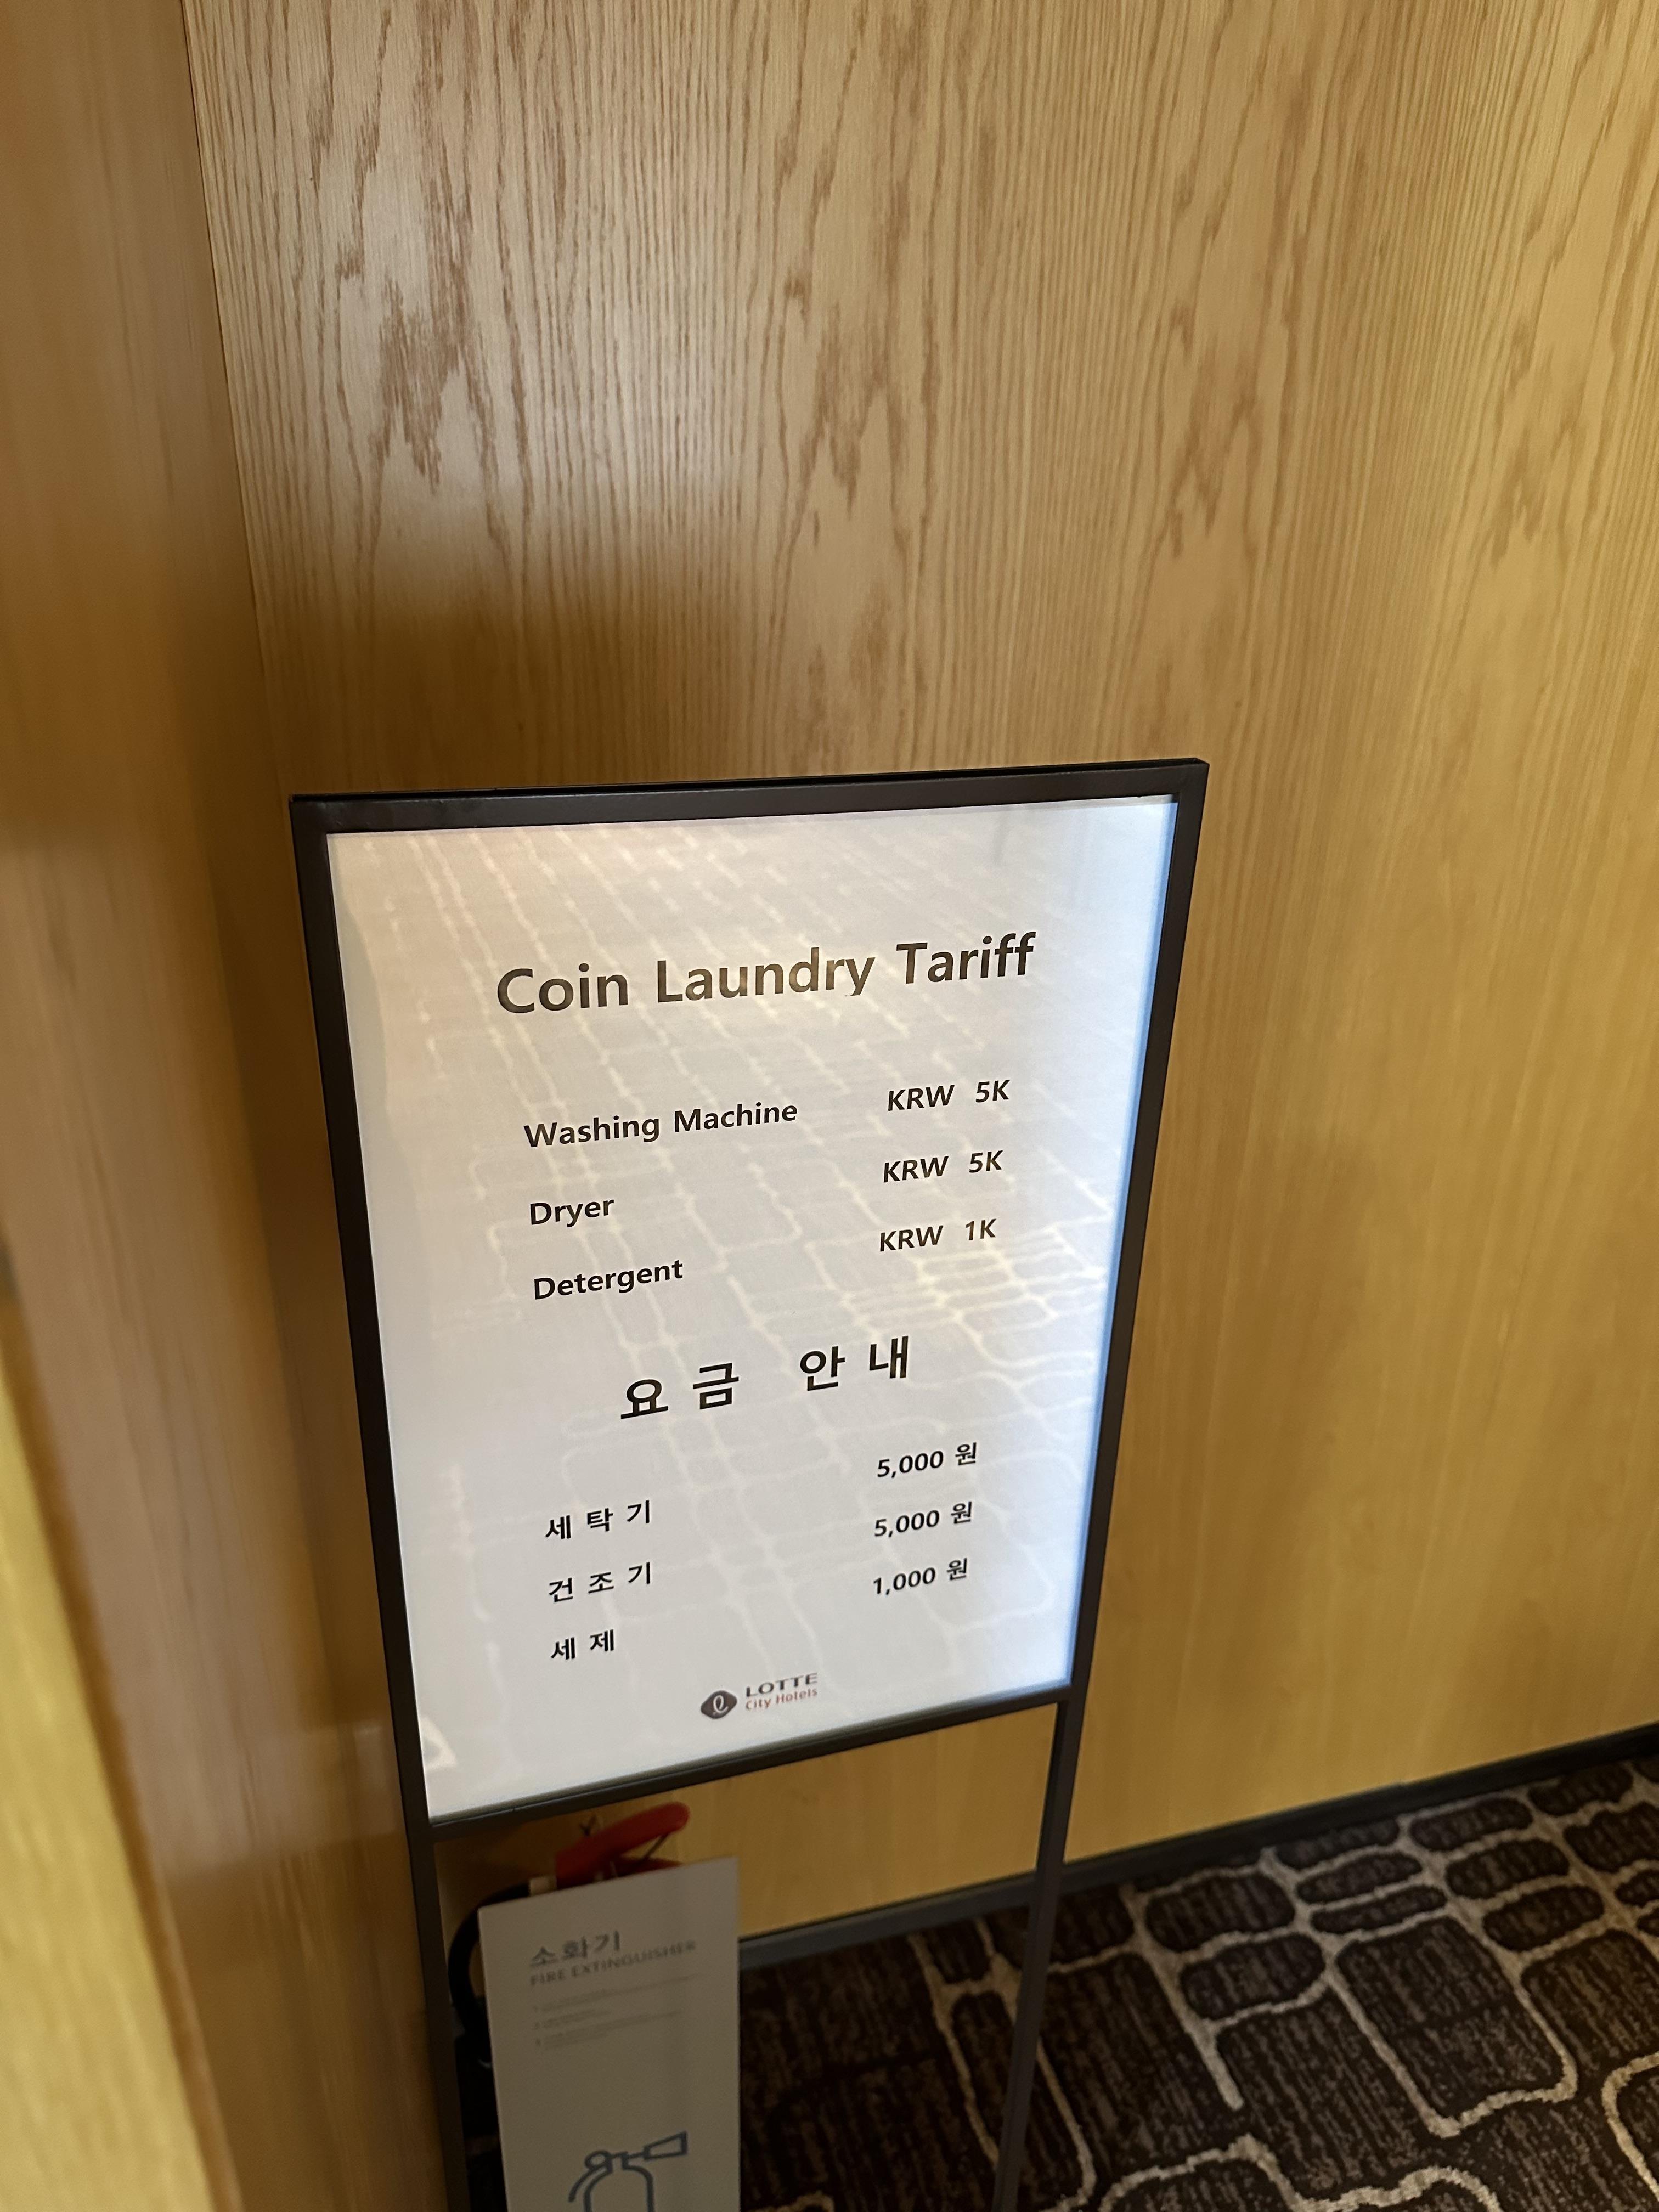 Coin Laundry Tariff
Washing Machine KRW 5K
Dryer KRW 5K
Detergent KRW 1K
요금 안내
세탁기 5,000 원
건조기 5,000 원
세제 1,000 원
LOTTE
City Hotels
소화기
FIRE EXTINGUISHER